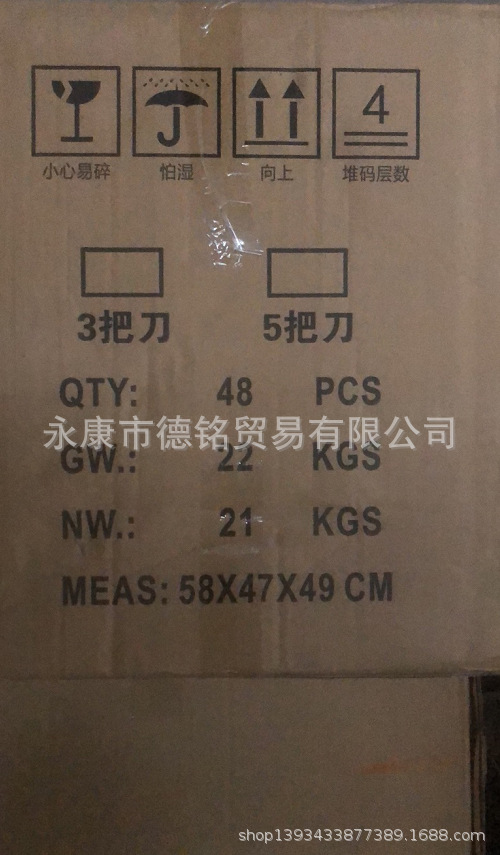 4
小心易碎 怕湿 向上 堆码层数
3把刀 5把刀
QTY: 48 PCS
永康市德铭贸易有限公司
GW.: 22 KGS
NW.: 21 KGS
MEAS: 58X47X49 CM
shop1393433877389.1688.com